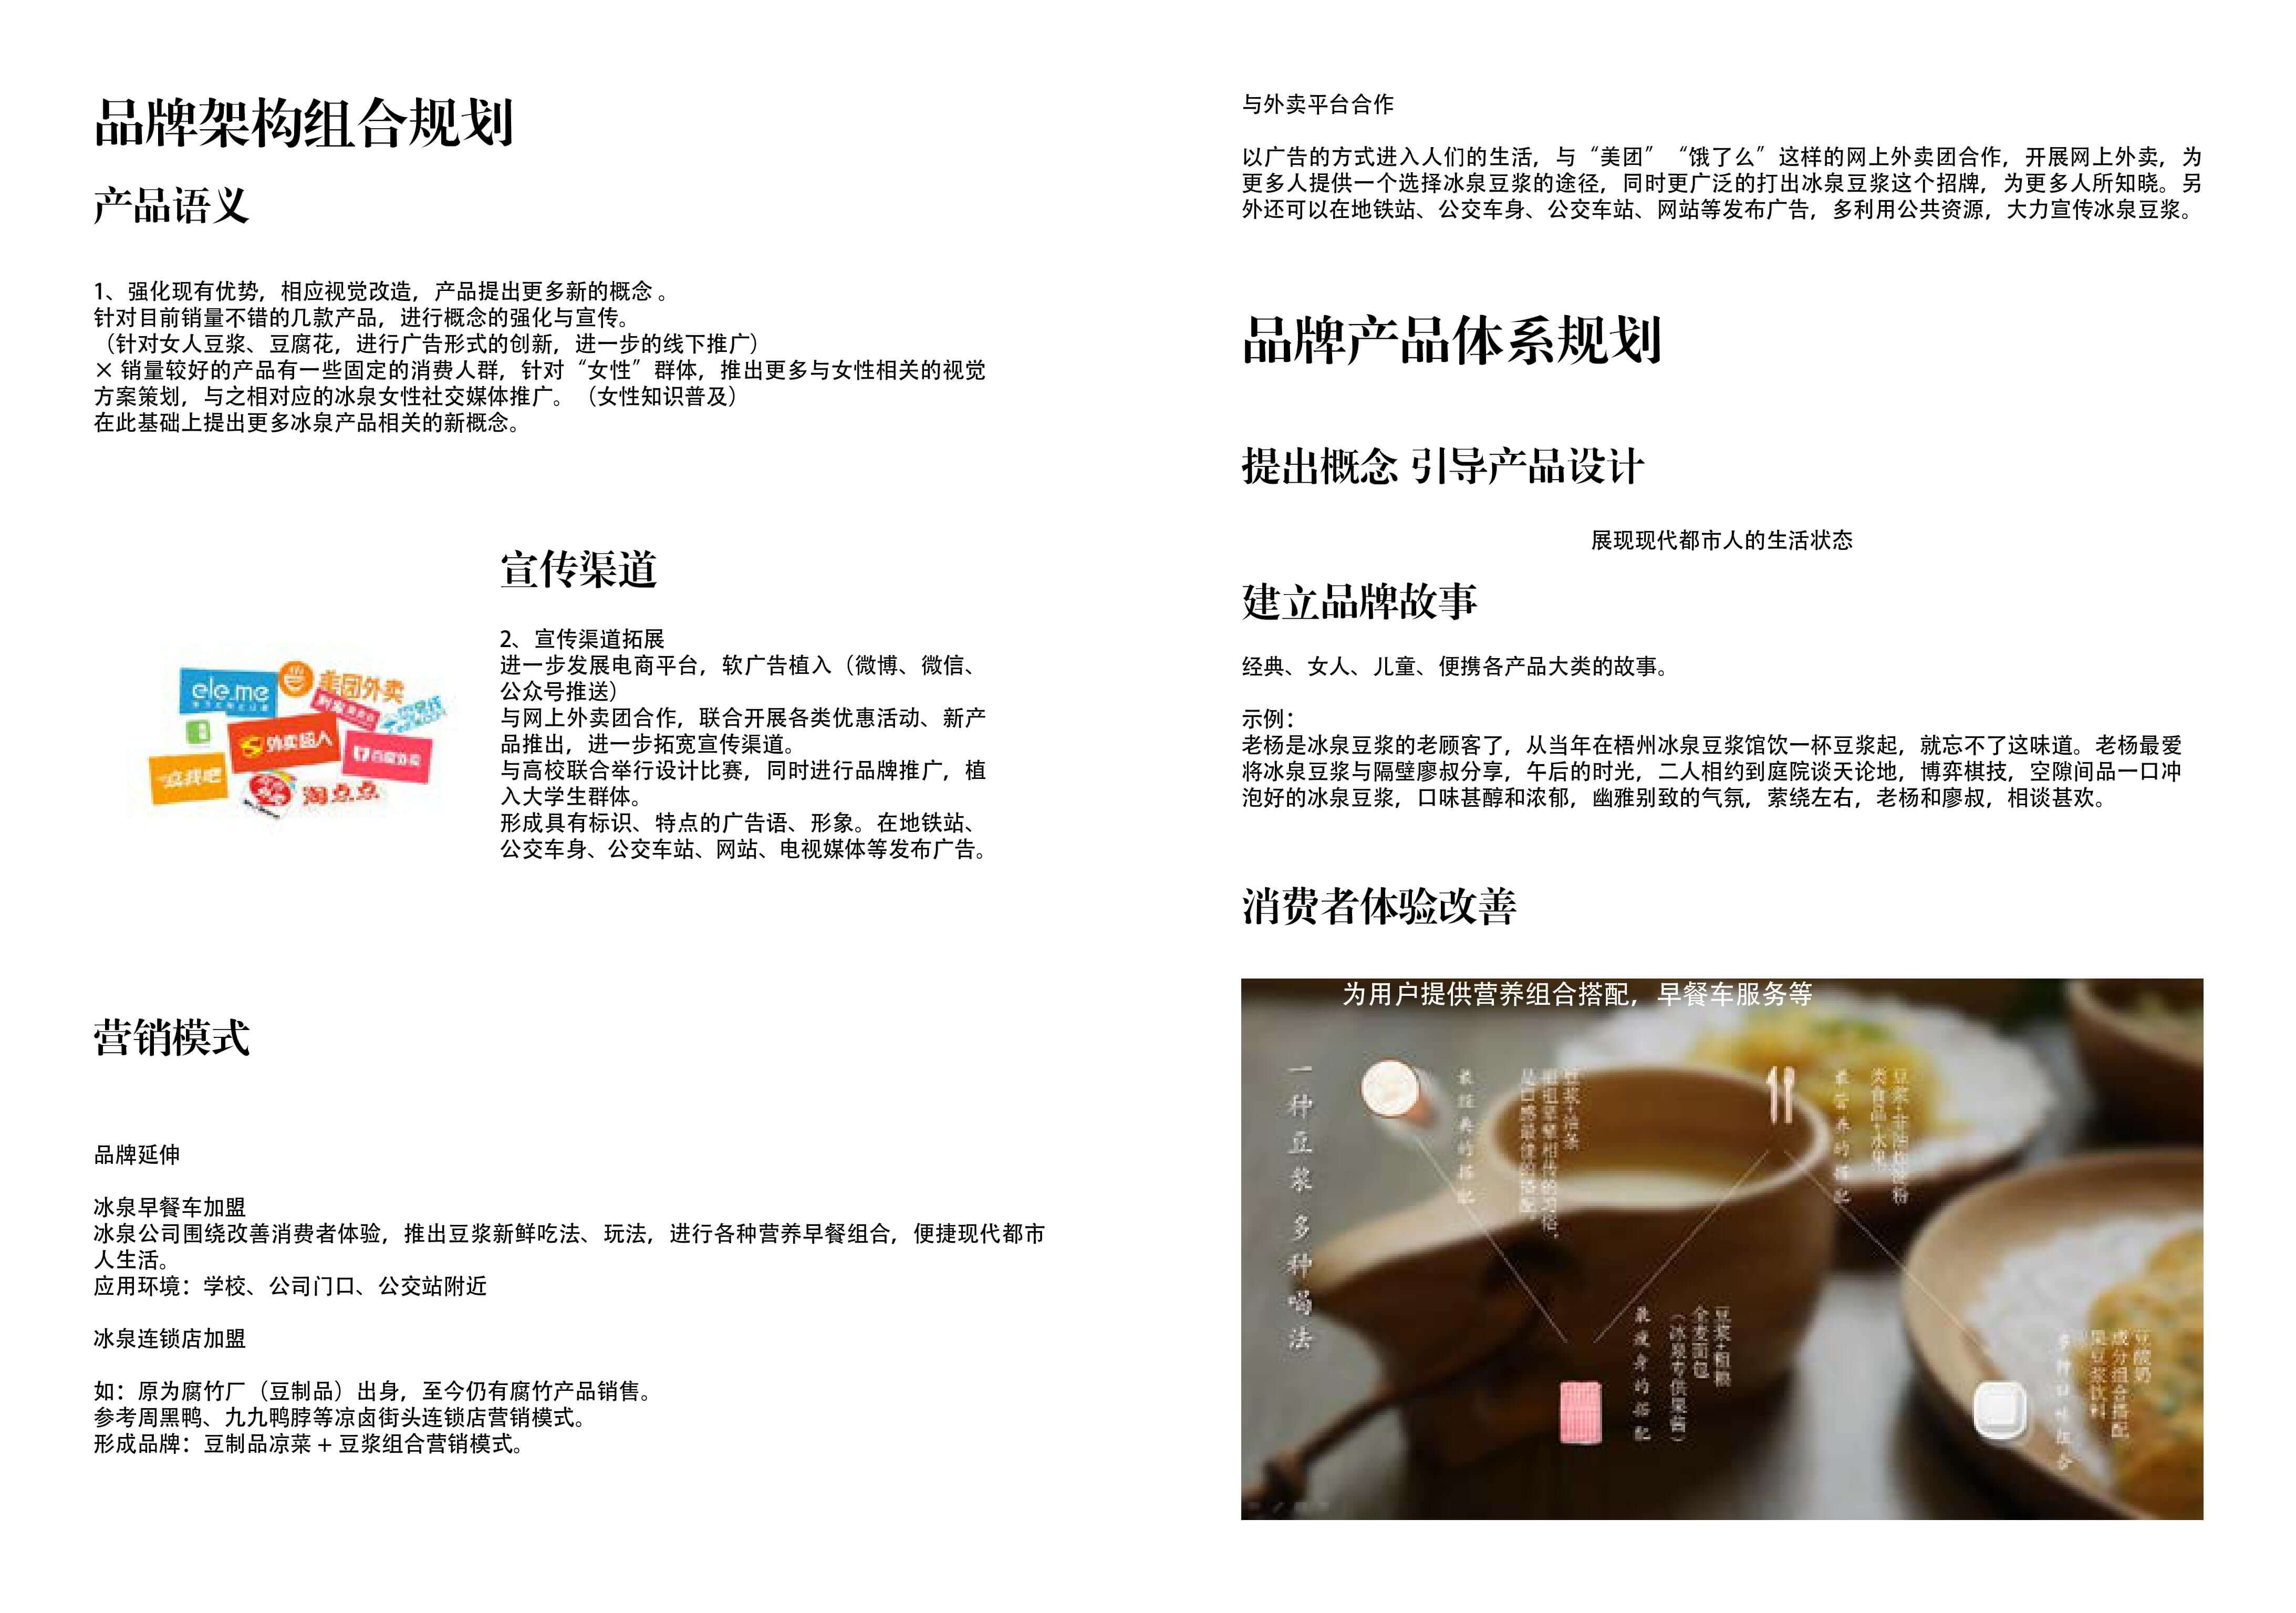 品牌架构组合规划
产品语义
1、强化现有优势，相应视觉改造，产品提出更多新的概念 。
针对目前销量不错的几款产品，进行概念的强化与宣传。
（针对女人豆浆、豆腐花，进行广告形式的创新，进一步的线下推广）
× 销量较好的产品有一些固定的消费人群，针对“女性”群体，推出更多与女性相关的视觉
方案策划，与之相对应的冰泉女性社交媒体推广。（女性知识普及）
在此基础上提出更多冰泉产品相关的新概念。
宣传渠道
2、宣传渠道拓展
进一步发展电商平台，软广告植入（微博、微信、
公众号推送）
与网上外卖团合作，联合开展各类优惠活动、新产
品推出，进一步拓宽宣传渠道。
与高校联合举行设计比赛，同时进行品牌推广，植
入大学生群体。
形成具有标识、特点的广告语、形象。在地铁站、
公交车身、公交车站、网站、电视媒体等发布广告。
ele.me
美团外卖
外卖超人
百度外卖
点我吧
淘点点
营销模式
品牌延伸
冰泉早餐车加盟
冰泉公司围绕改善消费者体验，推出豆浆新鲜吃法、玩法，进行各种营养早餐组合，便捷现代都市
人生活。
应用环境：学校、公司门口、公交站附近
冰泉连锁店加盟
如：原为腐竹厂（豆制品）出身，至今仍有腐竹产品销售。
参考周黑鸭、九九鸭脖等凉卤街头连锁店营销模式。
形成品牌：豆制品凉菜 + 豆浆组合营销模式。
与外卖平台合作
以广告的方式进入人们的生活，与“美团”“饿了么”这样的网上外卖团合作，开展网上外卖，为
更多人提供一个选择冰泉豆浆的途径，同时更广泛的打出冰泉豆浆这个招牌，为更多人所知晓。另
外还可以在地铁站、公交车身、公交车站、网站等发布广告，多利用公共资源，大力宣传冰泉豆浆。
品牌产品体系规划
提出概念 引导产品设计
展现现代都市人的生活状态
建立品牌故事
经典、女人、儿童、便携各产品大类的故事。
示例：
老杨是冰泉豆浆的老顾客了，从当年在梧州冰泉豆浆馆饮一杯豆浆起，就忘不了这味道。老杨最爱
将冰泉豆浆与隔壁廖叔分享，午后的时光，二人相约到庭院谈天论地，博弈棋技，空隙间品一口冲
泡好的冰泉豆浆，口味甚醇和浓郁，幽雅别致的气氛，萦绕左右，老杨和廖叔，相谈甚欢。
消费者体验改善
为用户提供营养组合搭配，早餐车服务等
一种豆浆 多种喝法
最经典的搭配
豆浆+油条
祖祖辈辈相传的习俗，
是口感最佳的搭配。
最营养的搭配
豆浆+非油性淀粉
类食品+水果
最瘦身的搭配
豆浆+粗粮
全麦面包
（冰泉专供果酱）
多种口味组合
豆酸奶
成分组合搭配
果豆浆饮料